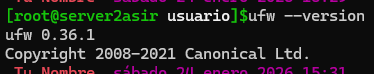 [root@server2asir usuario]$ufw --version
ufw 0.36.1
Copyright 2008-2021 Canonical Ltd.
Tu Nombre sábado 24 enero 2026 15:31